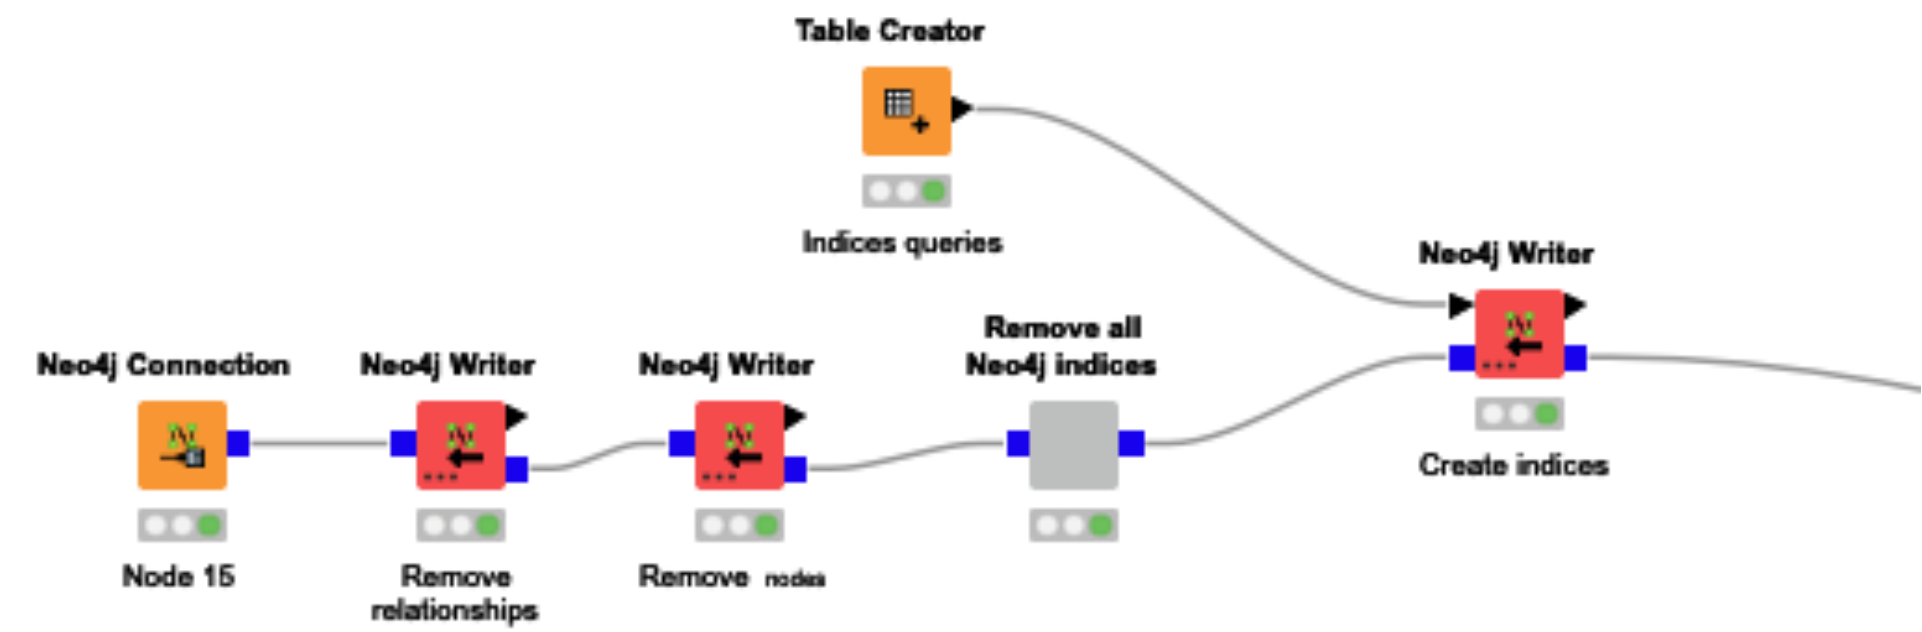 Table Creator
Indices queries
Neo4j Writer
Create indices
Remove all
Neo4j indices
Neo4j Connection
Node 15
Neo4j Writer
Remove
relationships
Neo4j Writer
Remove nodes